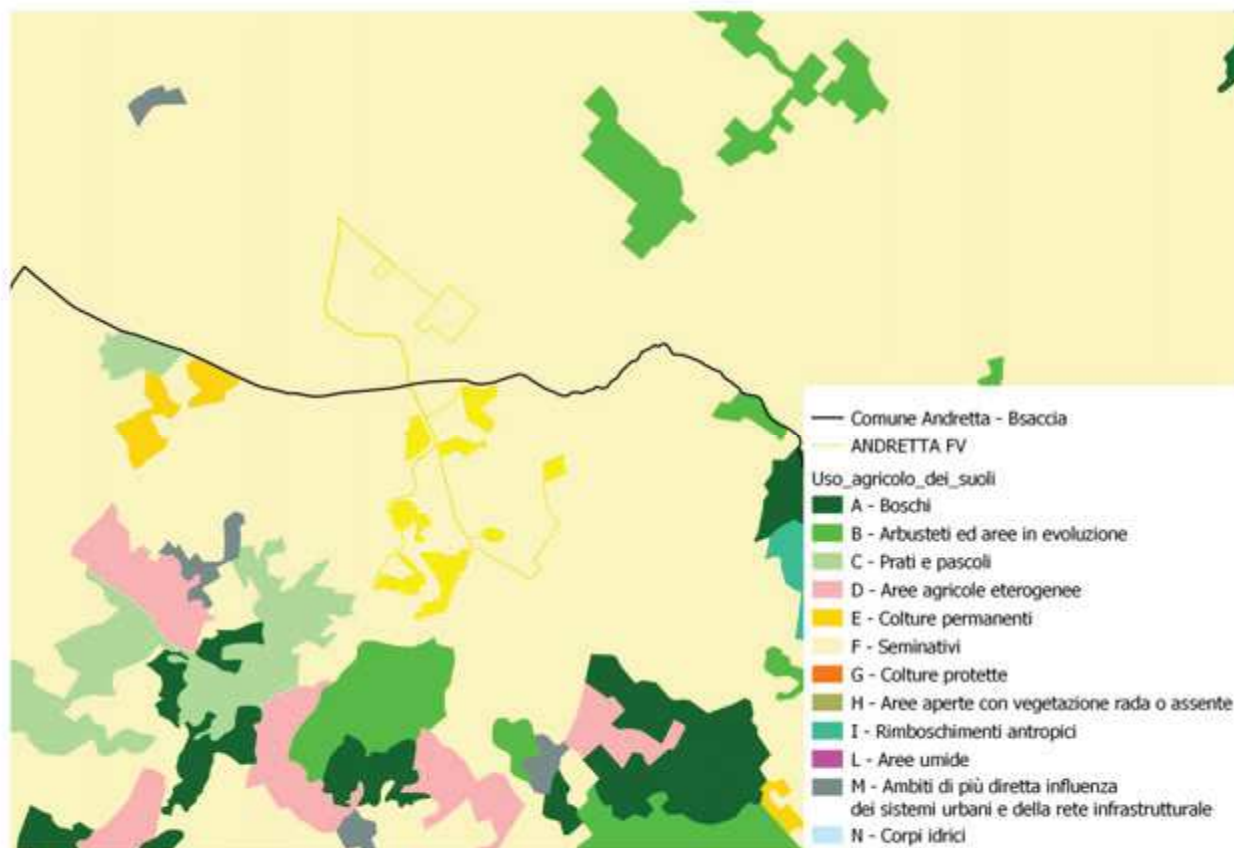 Comune Andretta - Bsaccia
ANDRETTA FV
Uso_agricolo_dei_suoli
A - Boschi
B - Arbusteti ed aree in evoluzione
C - Prati e pascoli
D - Aree agricole eterogenee
E - Colture permanenti
F - Seminativi
G - Colture protette
H - Aree aperte con vegetazione rada o assente
I - Rimboschimenti antropici
L - Aree umide
M - Ambiti di più diretta influenza
dei sistemi urbani e della rete infrastrutturale
N - Corpi idrici